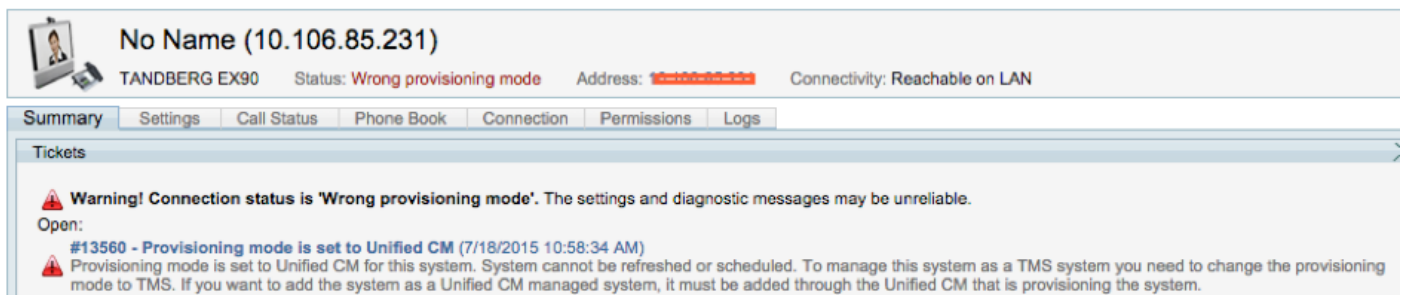 No Name (10.106.85.231)
TANDBERG EX90 Status: Wrong provisioning mode Address: Connectivity: Reachable on LAN
Summary Settings Call Status Phone Book Connection Permissions Logs
Tickets
Warning! Connection status is 'Wrong provisioning mode'. The settings and diagnostic messages may be unreliable.
Open:
#13560 - Provisioning mode is set to Unified CM (7/18/2015 10:58:34 AM)
Provisioning mode is set to Unified CM for this system. System cannot be refreshed or scheduled. To manage this system as a TMS system you need to change the provisioning
mode to TMS. If you want to add the system as a Unified CM managed system, it must be added through the Unified CM that is provisioning the system.